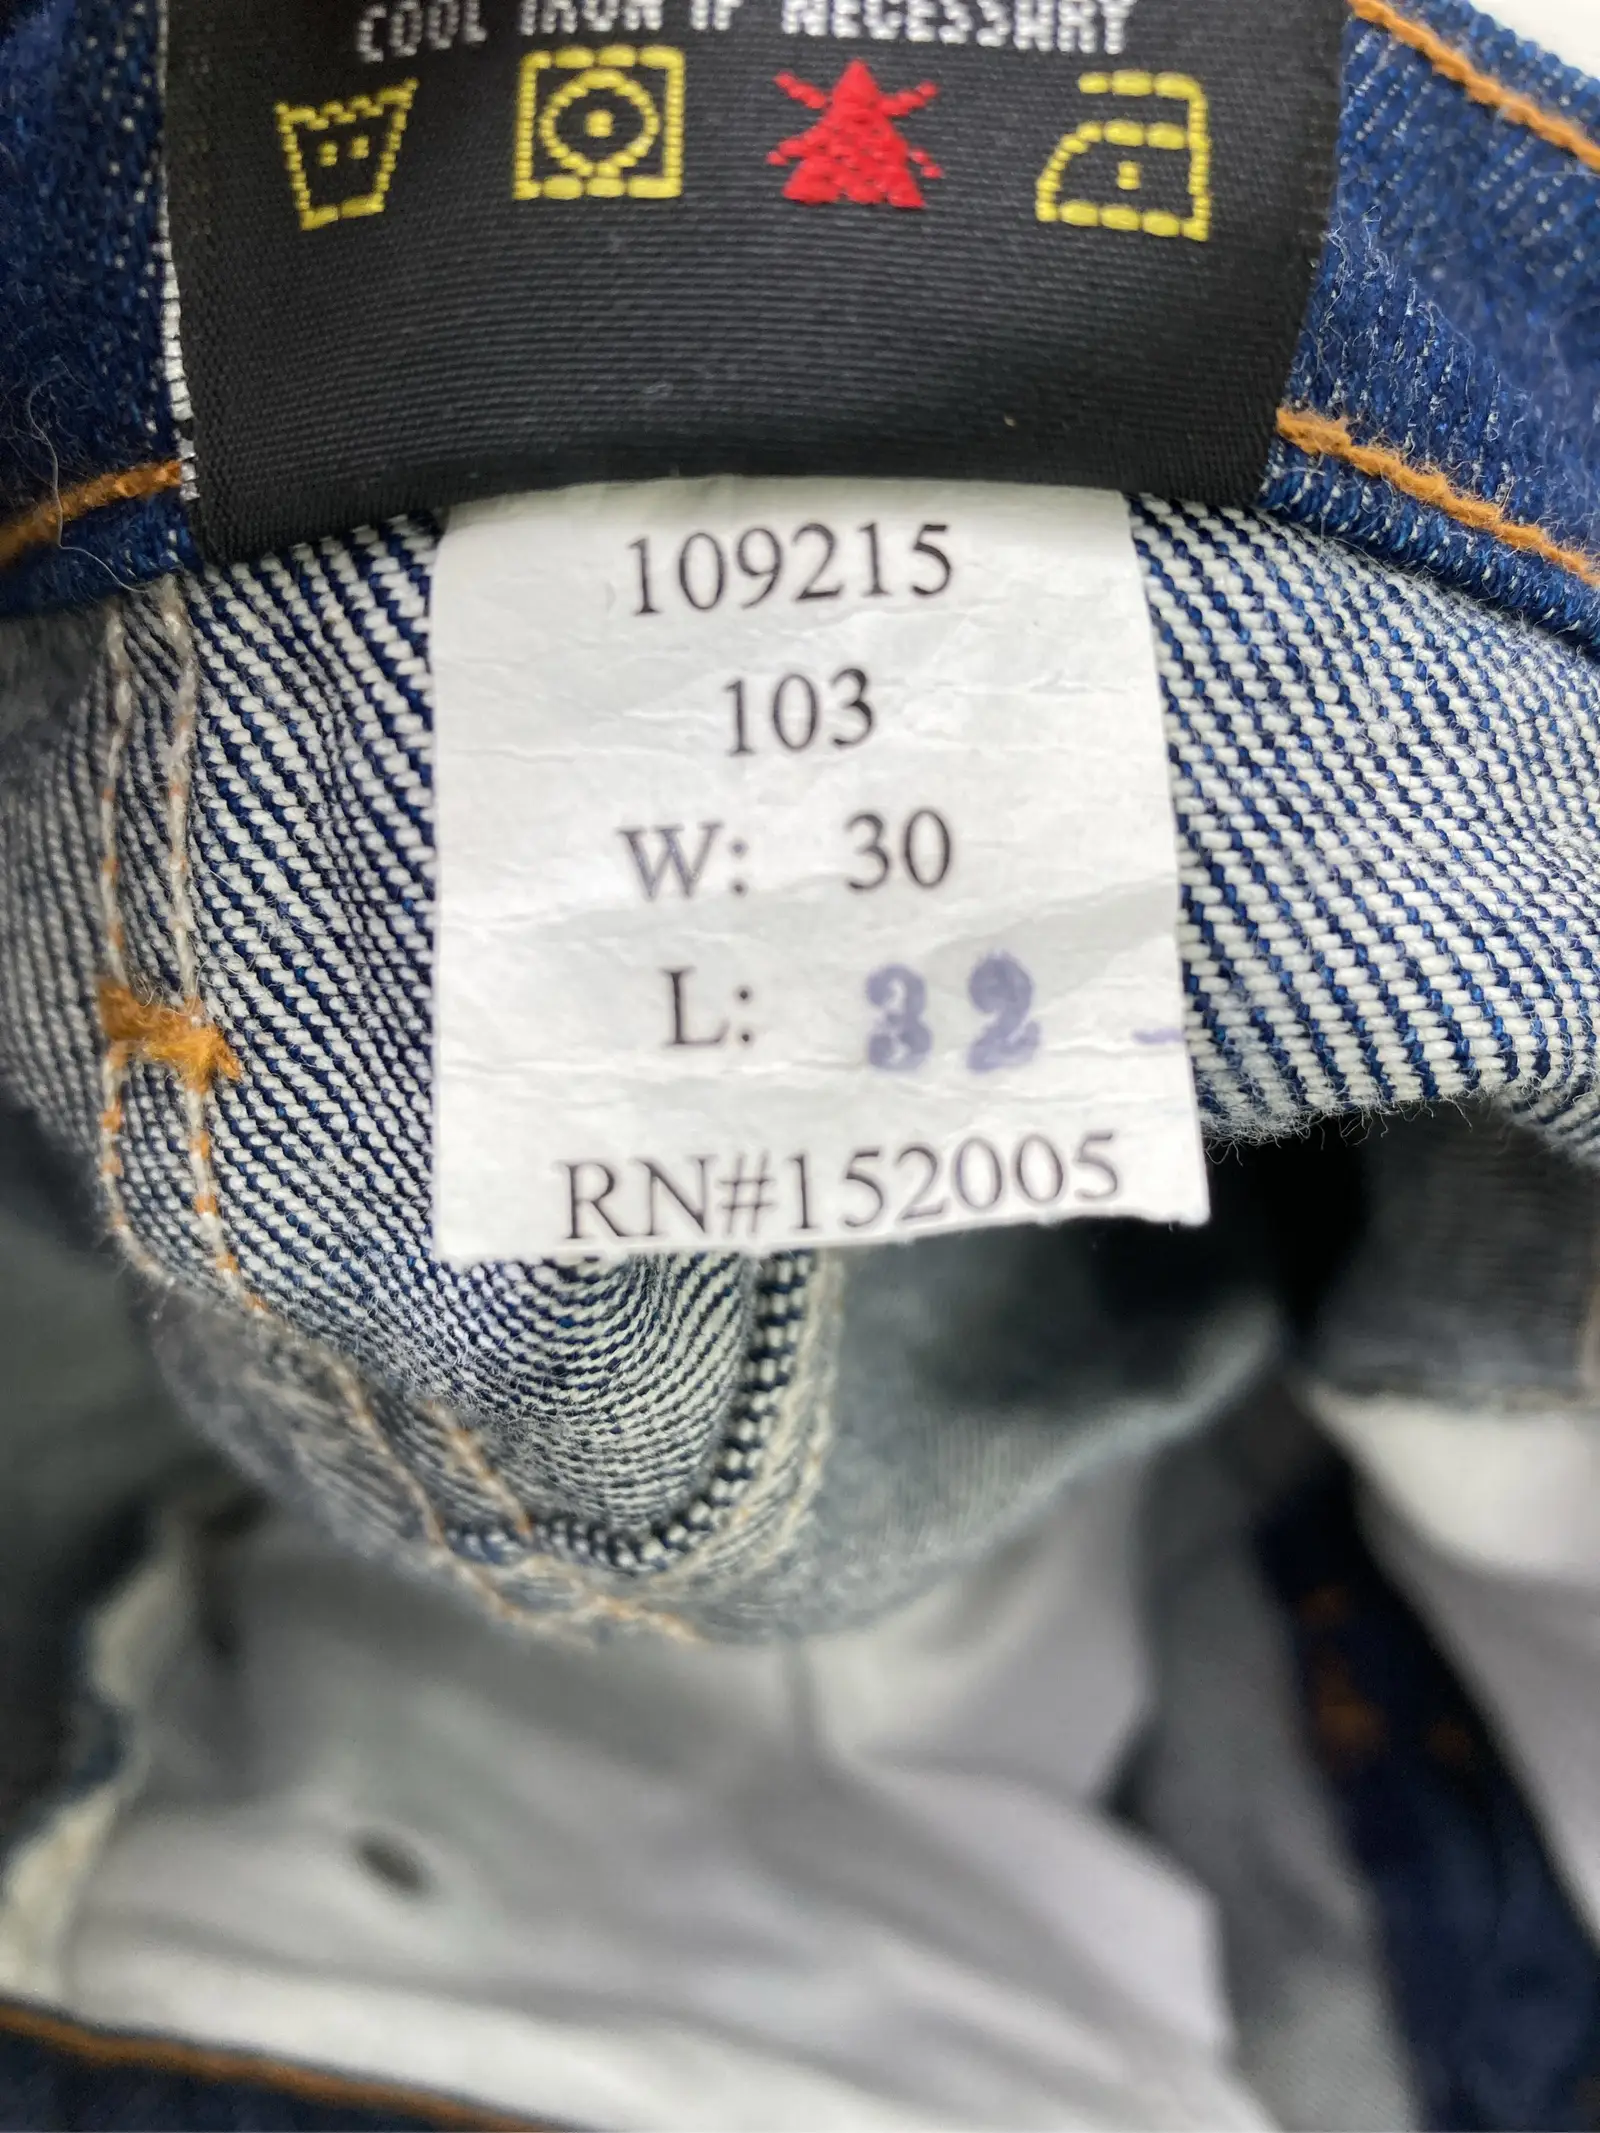 COOL IRON IF NECESSARY
109215
103
W: 30
L: 32
RN#152005